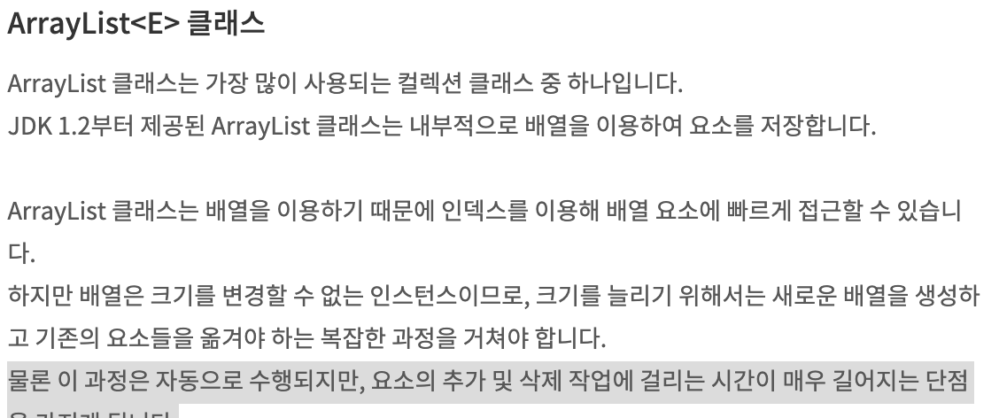 ArrayList<E> 클래스
ArrayList 클래스는 가장 많이 사용되는 컬렉션 클래스 중 하나입니다.
JDK 1.2부터 제공된 ArrayList 클래스는 내부적으로 배열을 이용하여 요소를 저장합니다.
ArrayList 클래스는 배열을 이용하기 때문에 인덱스를 이용해 배열 요소에 빠르게 접근할 수 있습니
다.
하지만 배열은 크기를 변경할 수 없는 인스턴스이므로, 크기를 늘리기 위해서는 새로운 배열을 생성하
고 기존의 요소들을 옮겨야 하는 복잡한 과정을 거쳐야 합니다.
물론 이 과정은 자동으로 수행되지만, 요소의 추가 및 삭제 작업에 걸리는 시간이 매우 길어지는 단점